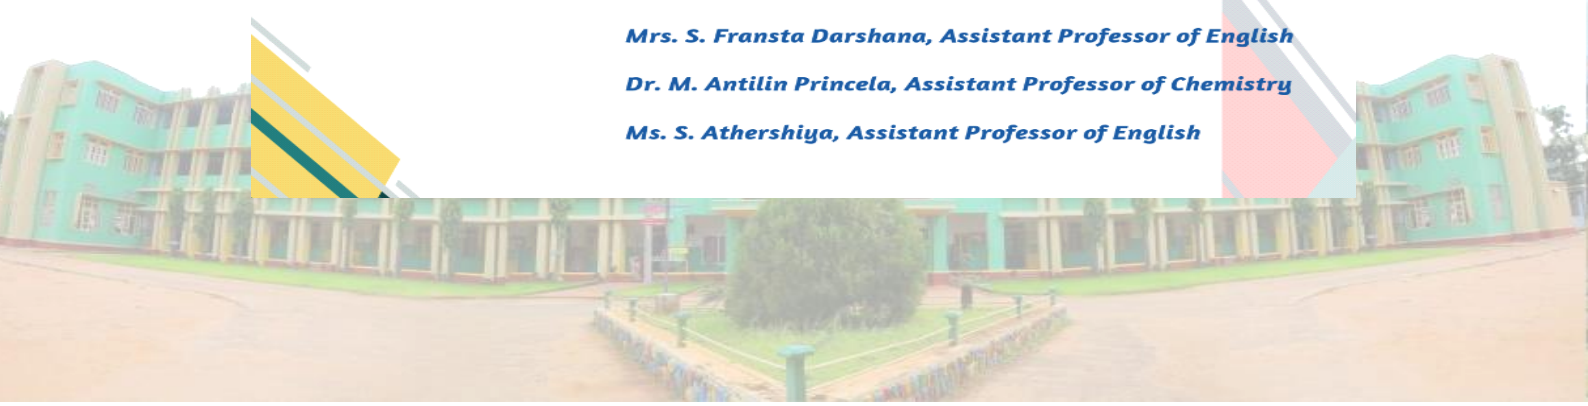 Mrs. S. Fransta Darshana, Assistant Professor of English
Dr. M. Antilin Princela, Assistant Professor of Chemistry
Ms. S. Athershiya, Assistant Professor of English